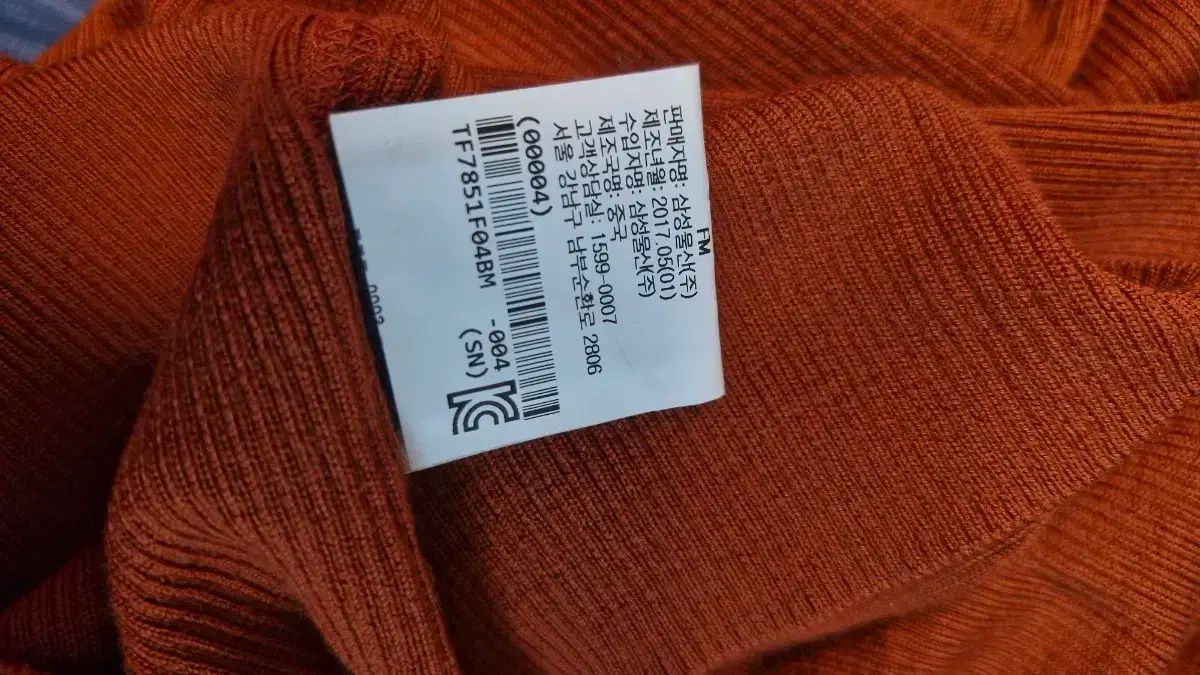 FM
판매자명: 삼성물산(주)
제조년월: 2017.05(01)
수입자명: 삼성물산(주)
제조국명: 중국
고객상담실: 1599-0007
서울 강남구 남부순환로 2806
(00004)
TF7851F04BM -004
(SN)